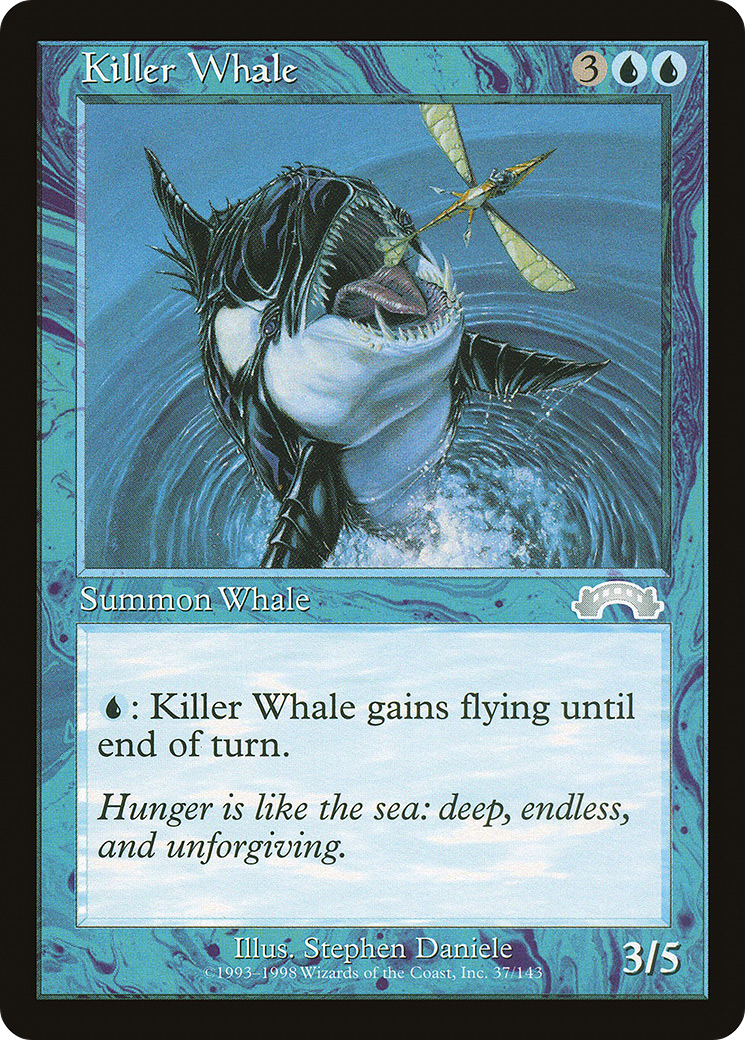 Killer Whale 3
Summon Whale
: Killer Whale gains flying until
end of turn.
Hunger is like the sea: deep, endless,
and unforgiving.
Illus. Stephen Daniele
©1993–1998 Wizards of the Coast, Inc. 37/143
3/5